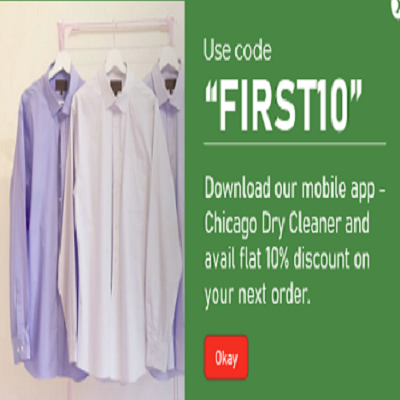 Use code
“FIRST10”
Download our mobile app -
Chicago Dry Cleaner and
avail flat 10% discount on
your next order.
Okay